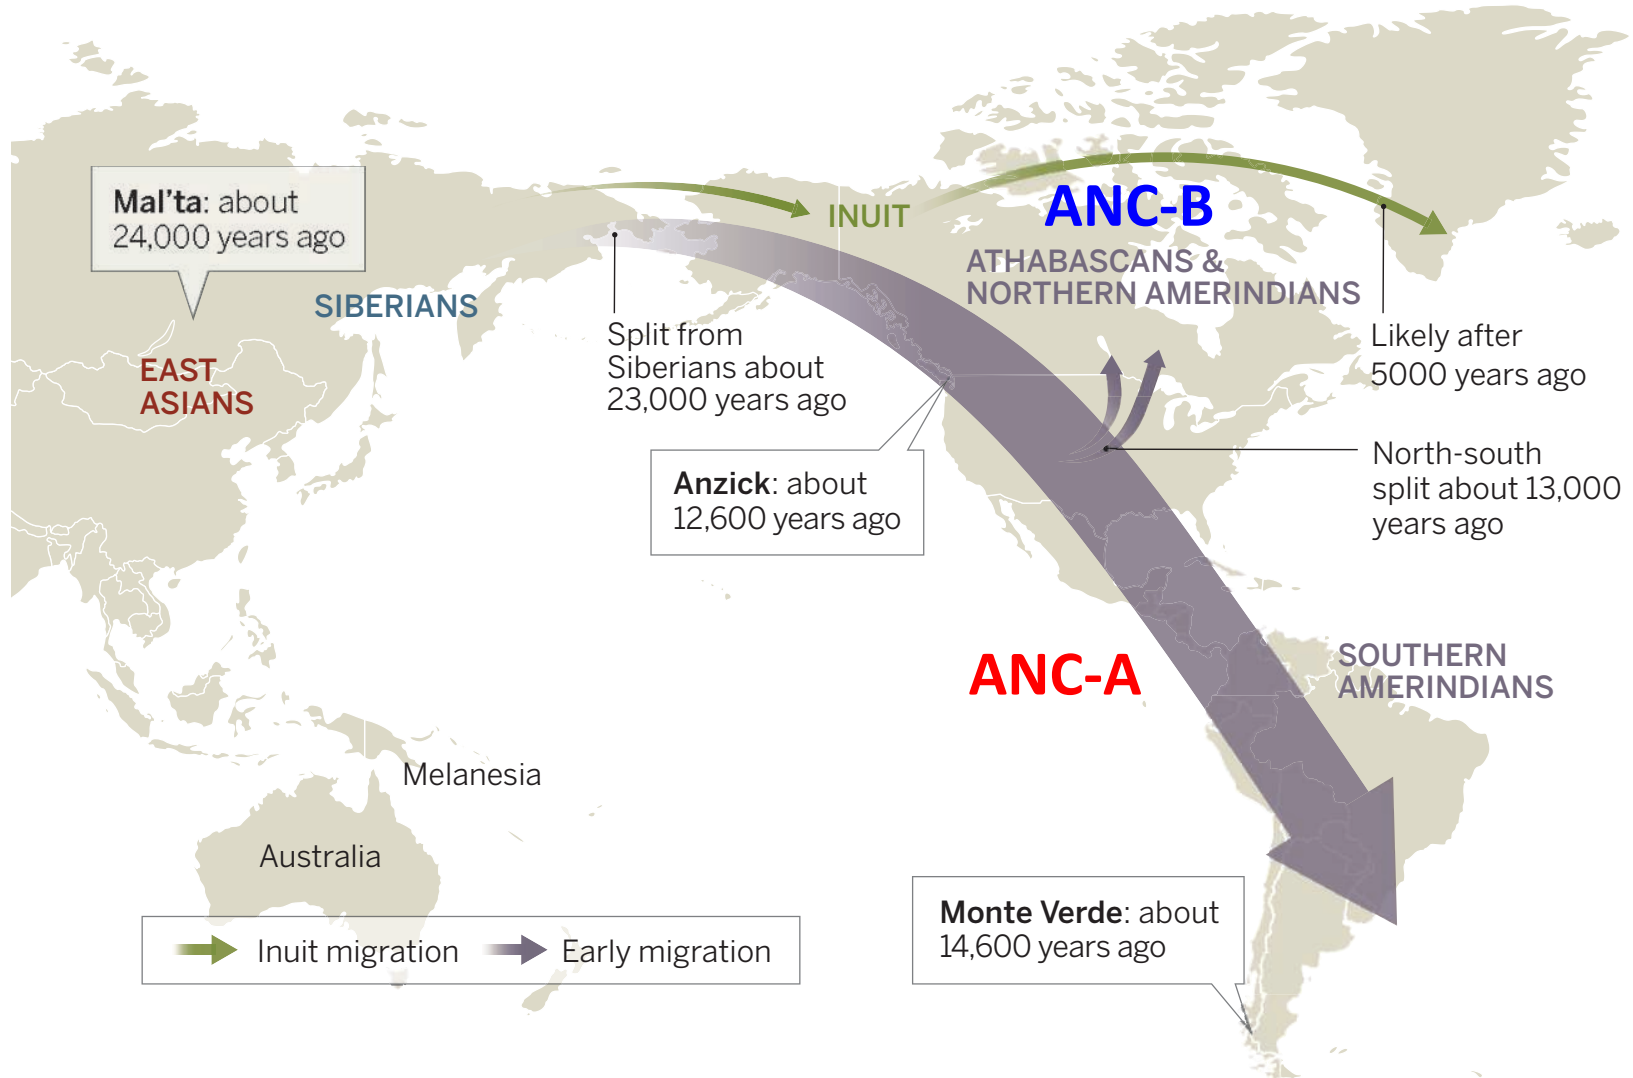 Mal’ta: about
24,000 years ago
SIBERIANS
EAST
ASIANS
INUIT
ANC-B
ATHABASCANS &
NORTHERN AMERINDIANS
Split from
Siberians about
23,000 years ago
Likely after
5000 years ago
Anzick: about
12,600 years ago
North-south
split about 13,000
years ago
ANC-A
SOUTHERN
AMERINDIANS
Melanesia
Australia
Monte Verde: about
14,600 years ago
Inuit migration
Early migration